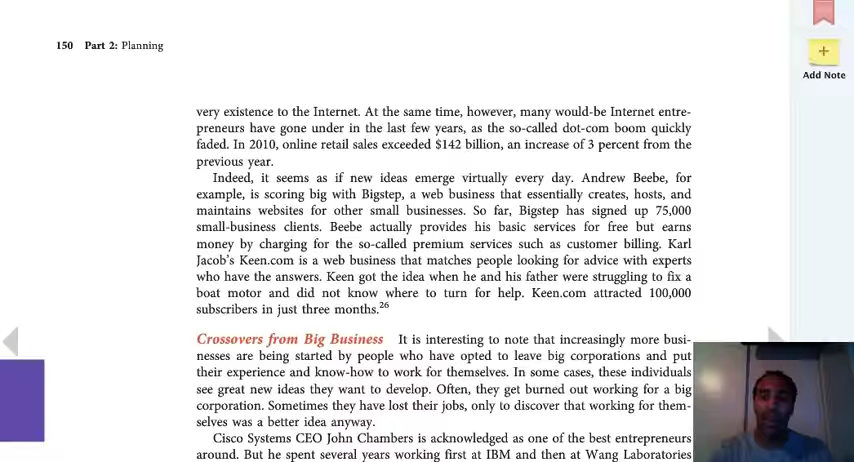 150 Part 2: Planning
Add Note
very existence to the Internet. At the same time, however, many would-be Internet entre-
preneurs have gone under in the last few years, as the so-called dot-com boom quickly
faded. In 2010, online retail sales exceeded $142 billion, an increase of 3 percent from the
previous year.
Indeed, it seems as if new ideas emerge virtually every day. Andrew Beebe, for
example, is scoring big with Bigstep, a web business that essentially creates, hosts, and
maintains websites for other small businesses. So far, Bigstep has signed up 75,000
small-business clients. Beebe actually provides his basic services for free but earns
money by charging for the so-called premium services such as customer billing. Karl
Jacob's Keen.com is a web business that matches people looking for advice with experts
who have the answers. Keen got the idea when he and his father were struggling to fix a
boat motor and did not know where to turn for help. Keen.com attracted 100,000
subscribers in just three months.26
Crossovers from Big Business It is interesting to note that increasingly more busi-
nesses are being started by people who have opted to leave big corporations and put
their experience and know-how to work for themselves. In some cases, these individuals
see great new ideas they want to develop. Often, they get burned out working for a big
corporation. Sometimes they have lost their jobs, only to discover that working for them-
selves was a better idea anyway.
Cisco Systems CEO John Chambers is acknowledged as one of the best entrepreneurs
around. But he spent several years working first at IBM and then at Wang Laboratories